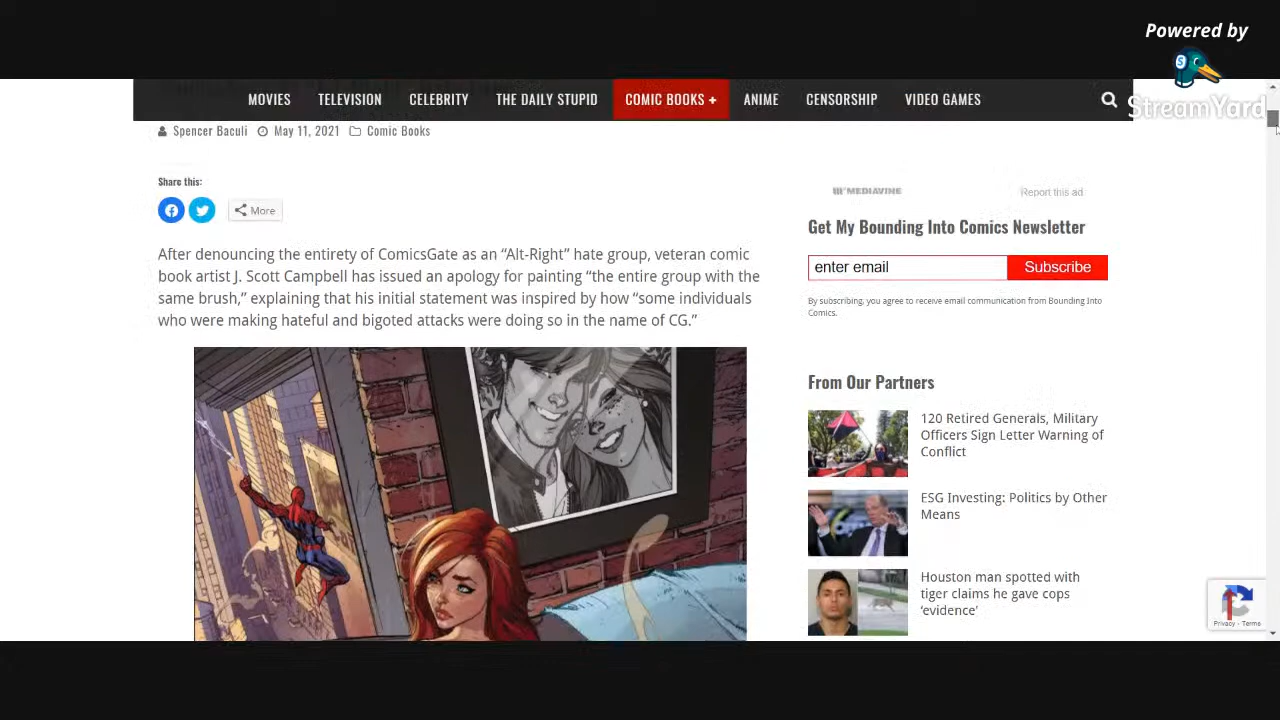 Powered by
StreamYard
MOVIES TELEVISION CELEBRITY THE DAILY STUPID COMIC BOOKS + ANIME CENSORSHIP VIDEO GAMES
Spencer Baculi May 11, 2021 Comic Books
Share this:
More
After denouncing the entirety of ComicsGate as an “Alt-Right” hate group, veteran comic
book artist J. Scott Campbell has issued an apology for painting “the entire group with the
same brush,” explaining that his initial statement was inspired by how “some individuals
who were making hateful and bigoted attacks were doing so in the name of CG.”
MEDIAVINE
Report this ad
Get My Bounding Into Comics Newsletter
enter email
Subscribe
By subscribing, you agree to receive email communication from Bounding Into
Comics.
From Our Partners
120 Retired Generals, Military
Officers Sign Letter Warning of
Conflict
ESG Investing: Politics by Other
Means
Houston man spotted with
tiger claims he gave cops
‘evidence’
Privacy - Terms